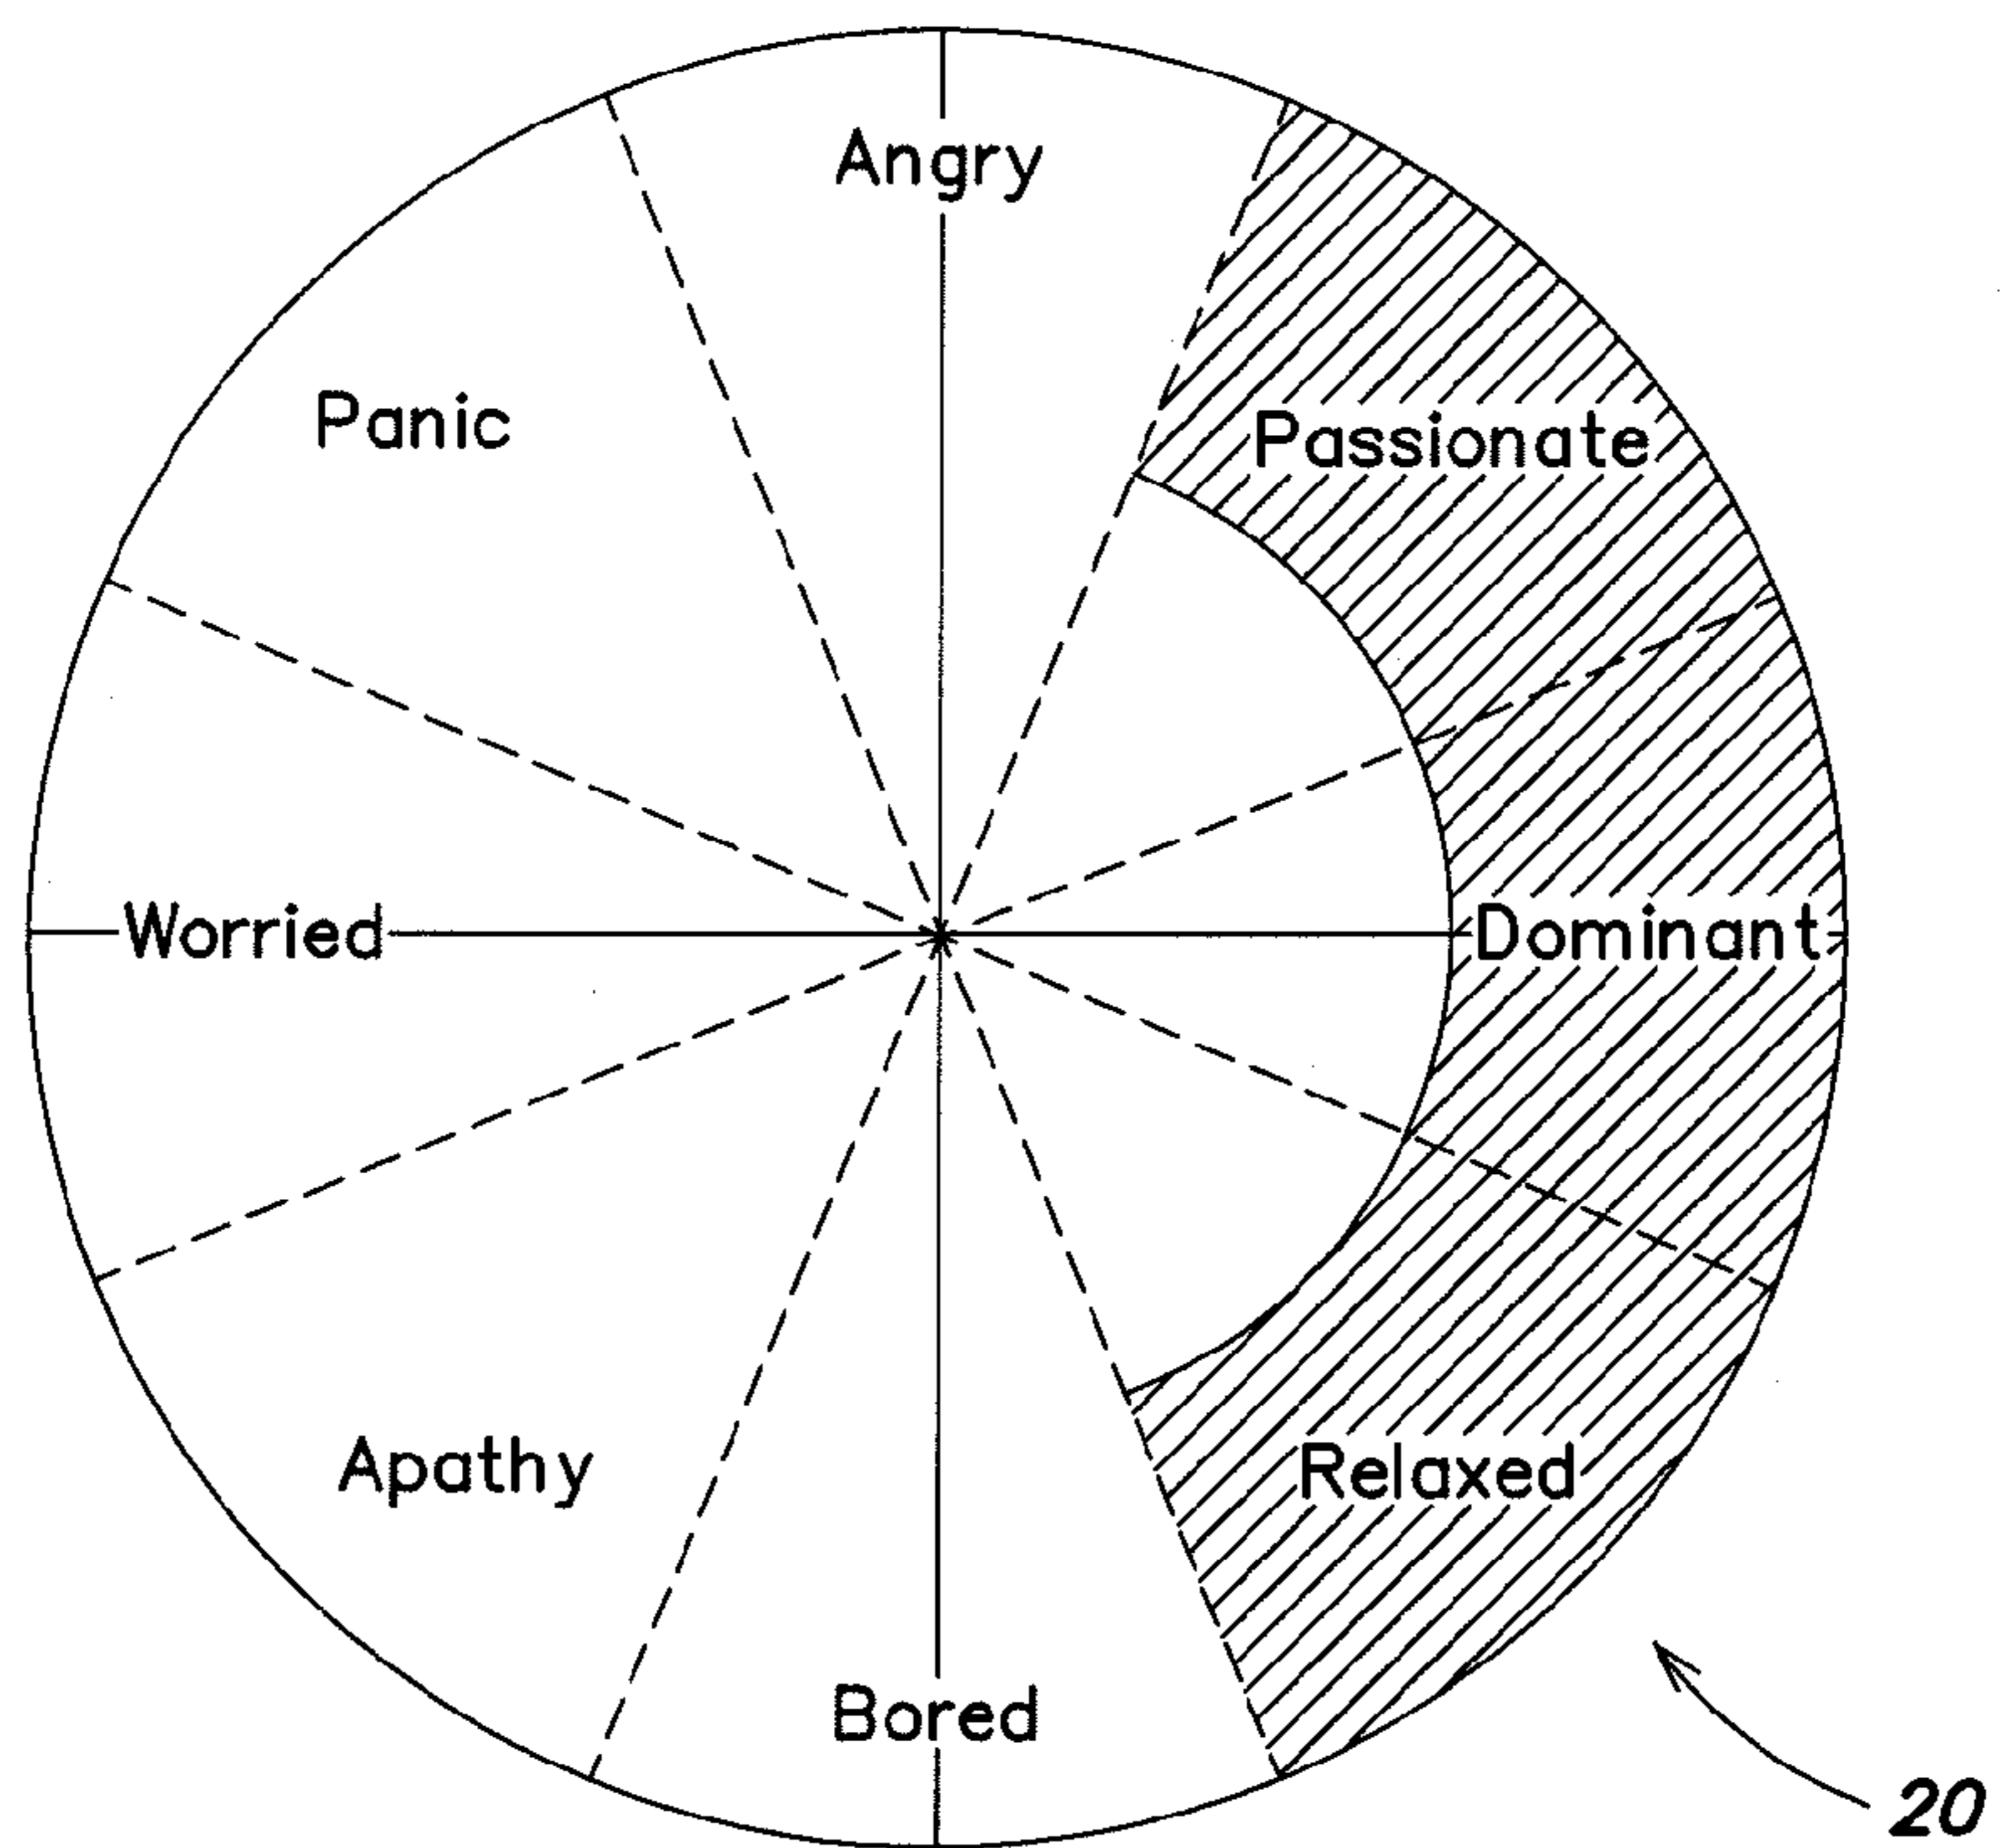 Angry
Panic
Passionate
Worried
Dominant
Apathy
Relaxed
Bored
20